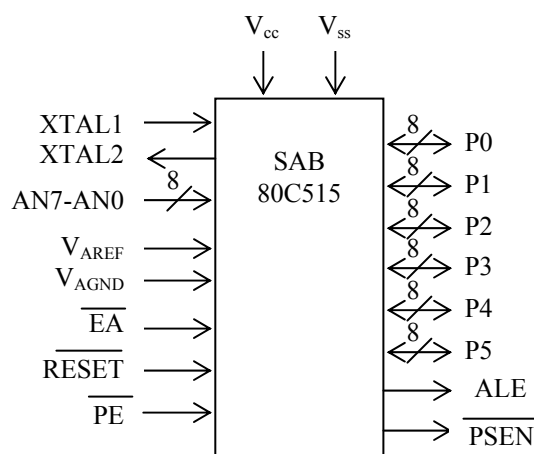 Vcc Vss
XTAL1
XTAL2
AN7-AN0 8
VAREF
VAGND
EA
RESET
PE
SAB
80C515
8 P0
8 P1
8 P2
8 P3
8 P4
8 P5
ALE
PSEN